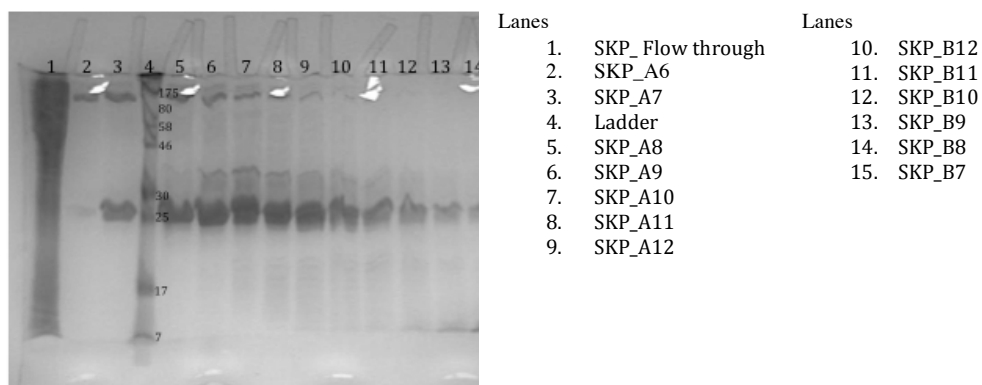 1 2 3 4 5 6 7 8 9 10 11 12 13 14
175
80
58
46
30
25
17
7
Lanes
1. SKP_Flow through
2. SKP_A6
3. SKP_A7
4. Ladder
5. SKP_A8
6. SKP_A9
7. SKP_A10
8. SKP_A11
9. SKP_A12
Lanes
10. SKP_B12
11. SKP_B11
12. SKP_B10
13. SKP_B9
14. SKP_B8
15. SKP_B7